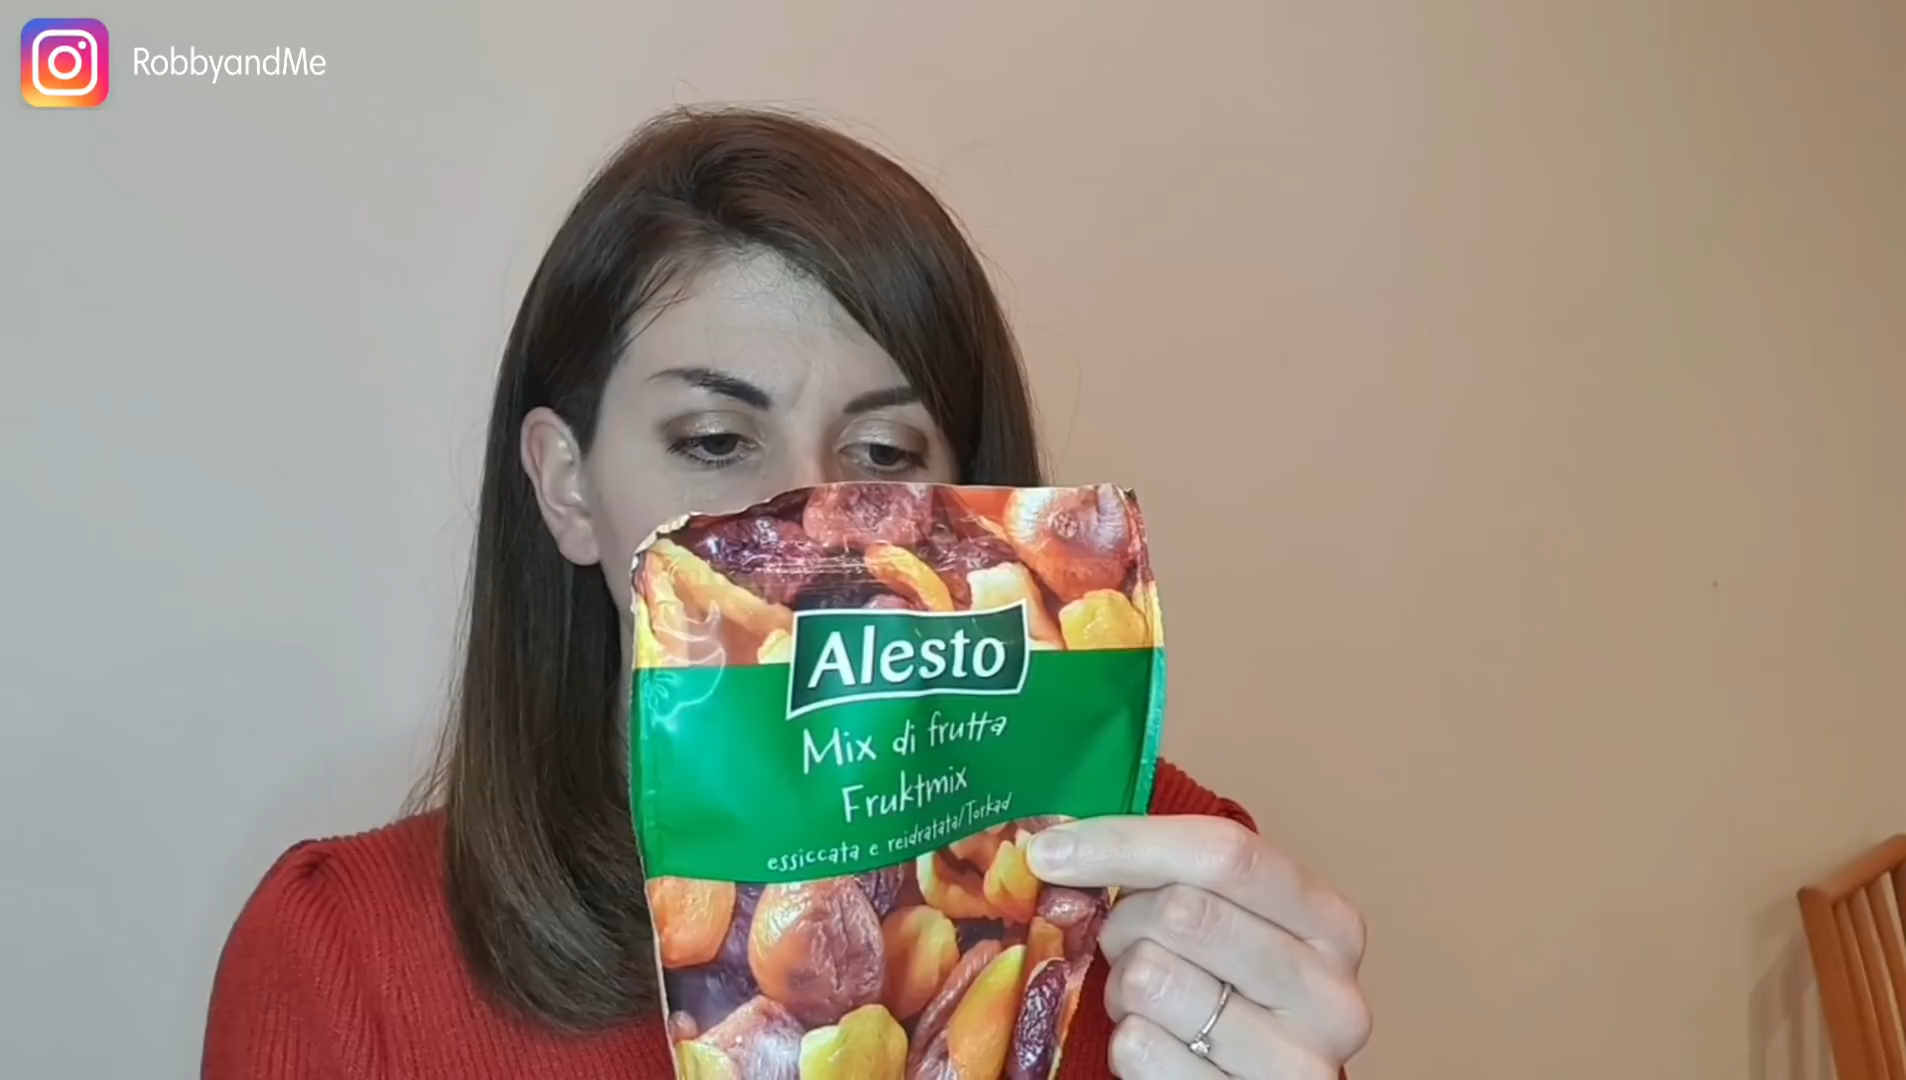 RobbyandMe
Alesto
Mix di frutta
Fruktmix
essiccata e reidratata/Torkad